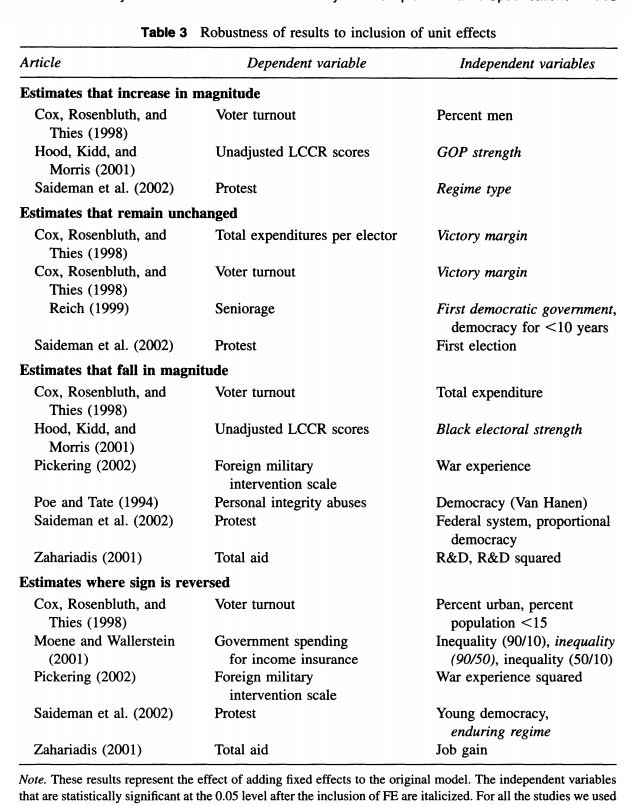 Table 3 Robustness of results to inclusion of unit effects
Article Dependent variable Independent variables
Estimates that increase in magnitude
Cox, Rosenbluth, and Voter turnout Percent men
Thies (1998)
Hood, Kidd, and Unadjusted LCCR scores GOP strength
Morris (2001)
Saideman et al. (2002) Protest Regime type
Estimates that remain unchanged
Cox, Rosenbluth, and Total expenditures per elector Victory margin
Thies (1998)
Cox, Rosenbluth, and Voter turnout Victory margin
Thies (1998)
Reich (1999) Seniorage First democratic government,
democracy for <10 years
Saideman et al. (2002) Protest First election
Estimates that fall in magnitude
Cox, Rosenbluth, and Voter turnout Total expenditure
Thies (1998)
Hood, Kidd, and Unadjusted LCCR scores Black electoral strength
Morris (2001)
Pickering (2002) Foreign military War experience
intervention scale
Poe and Tate (1994) Personal integrity abuses Democracy (Van Hanen)
Saideman et al. (2002) Protest Federal system, proportional
democracy
Zahariadis (2001) Total aid R&D, R&D squared
Estimates where sign is reversed
Cox, Rosenbluth, and Voter turnout Percent urban, percent
Thies (1998) population <15
Moene and Wallerstein Government spending Inequality (90/10), inequality
(2001) for income insurance (90/50), inequality (50/10)
Pickering (2002) Foreign military War experience squared
intervention scale
Saideman et al. (2002) Protest Young democracy,
enduring regime
Zahariadis (2001) Total aid Job gain
Note. These results represent the effect of adding fixed effects to the original model. The independent variables
that are statistically significant at the 0.05 level after the inclusion of FE are italicized. For all the studies we used